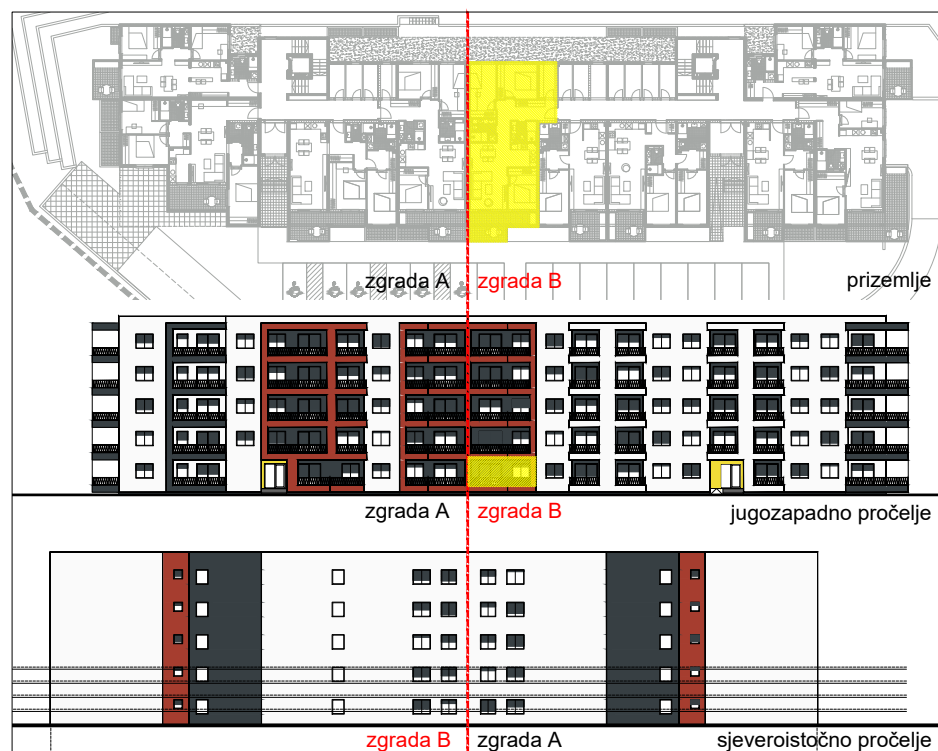 zgrada A zgrada B prizemlje
zgrada A zgrada B jugozapadno pročelje
zgrada B zgrada A sjeveroistočno pročelje